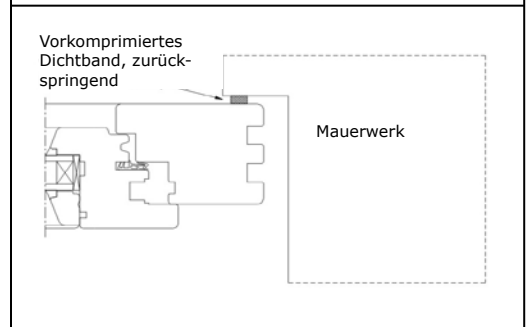 Vorkomprimiertes
Dichtband, zurück-
springend
Mauerwerk